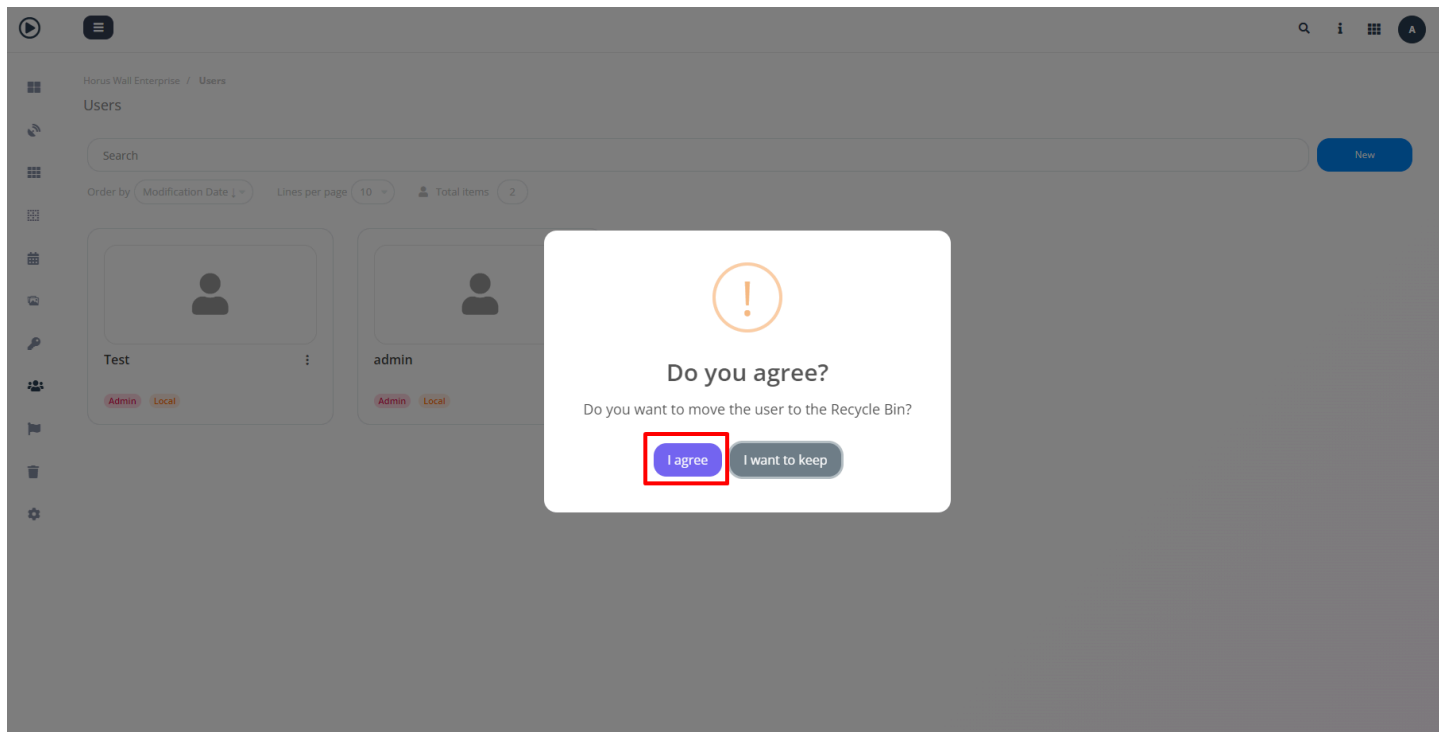 A
Horus Wall Enterprise / Users
Users
Search
New
Order by Modification Date ↓ Lines per page 10 Total items 2
Test
Admin Local
admin
Admin Local
!
Do you agree?
Do you want to move the user to the Recycle Bin?
I agree I want to keep